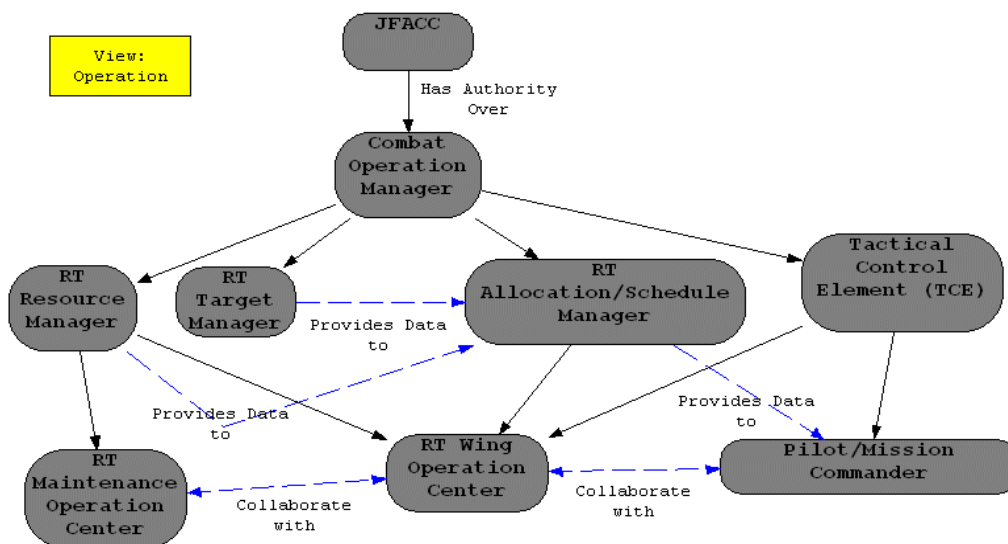 JFACC
View:
Operation
Has Authority
Over
Combat
Operation
Manager
RT
Resource
Manager
RT
Target
Manager
RT
Allocation/Schedule
Manager
Tactical
Control
Element (TCE)
Provides Data
to
Provides Data
to
Provides Data
to
RT
Maintenance
Operation
Center
Collaborate
with
RT Wing
Operation
Center
Collaborate
with
Pilot/Mission
Commander